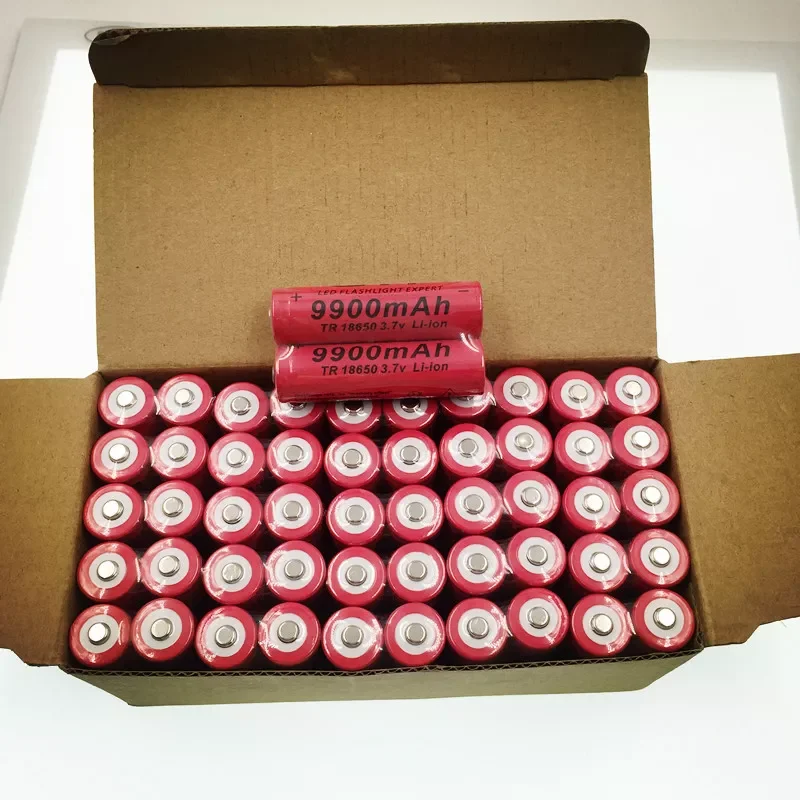 LED FLASHLIGHT EXPERT
+ 9900mAh −
TR 18650 3.7v Li-ion
9900mAh
TR 18650 3.7v Li-ion